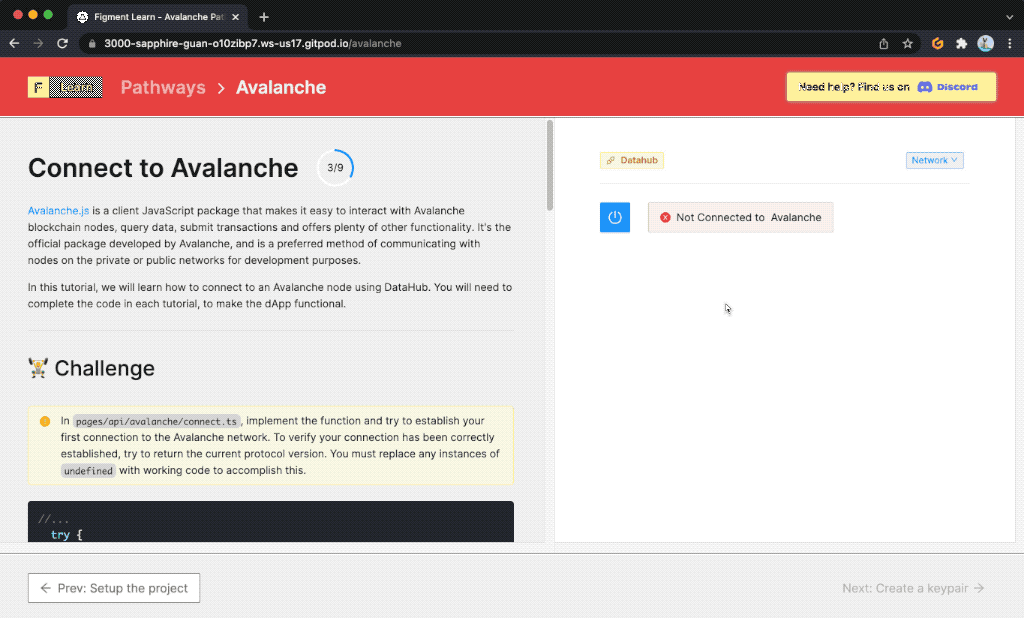 Figment Learn - Avalanche Pat
3000-sapphire-guan-o10zibp7.ws-us17.gitpod.io/avalanche
F Learn
Pathways > Avalanche
Need help? Find us on Discord
Connect to Avalanche
3/9
Avalanche.js is a client JavaScript package that makes it easy to interact with Avalanche
blockchain nodes, query data, submit transactions and offers plenty of other functionality. It's the
official package developed by Avalanche, and is a preferred method of communicating with
nodes on the private or public networks for development purposes.
In this tutorial, we will learn how to connect to an Avalanche node using DataHub. You will need to
complete the code in each tutorial, to make the dApp functional.
Challenge
In pages/api/avalanche/connect.ts, implement the function and try to establish your
first connection to the Avalanche network. To verify your connection has been correctly
established, try to return the current protocol version. You must replace any instances of
undefined with working code to accomplish this.
//...
try {
Datahub
Network
Not Connected to Avalanche
← Prev: Setup the project
Next: Create a keypair →